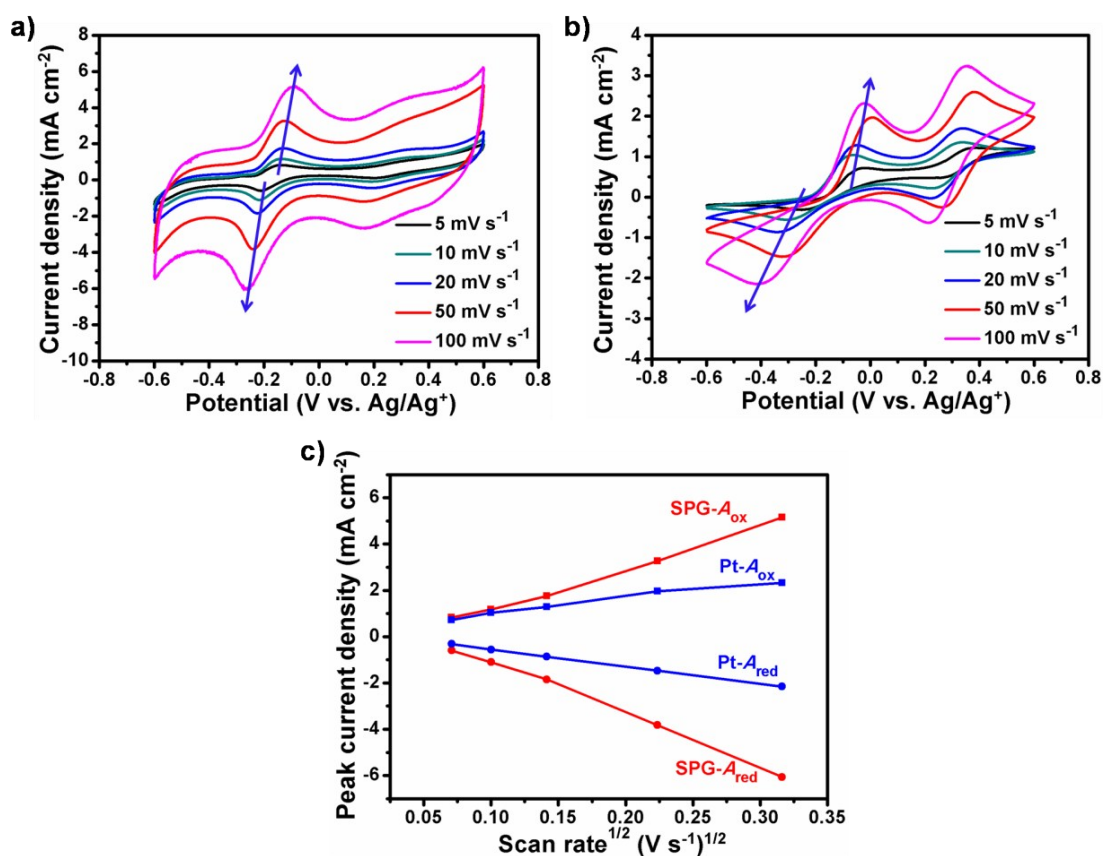 a)
Current density (mA cm⁻²)
8
6
4
2
0
-2
-4
-6
-8
-10
5 mV s⁻¹
10 mV s⁻¹
20 mV s⁻¹
50 mV s⁻¹
100 mV s⁻¹
-0.8 -0.6 -0.4 -0.2 0.0 0.2 0.4 0.6 0.8
Potential (V vs. Ag/Ag⁺)
b)
Current density (mA cm⁻²)
4
3
2
1
0
-1
-2
-3
-4
5 mV s⁻¹
10 mV s⁻¹
20 mV s⁻¹
50 mV s⁻¹
100 mV s⁻¹
-0.8 -0.6 -0.4 -0.2 0.0 0.2 0.4 0.6 0.8
Potential (V vs. Ag/Ag⁺)
c)
Peak current density (mA cm⁻²)
6
4
2
0
-2
-4
-6
SPG-Aox
Pt-Aox
Pt-Ared
SPG-Ared
0.05 0.10 0.15 0.20 0.25 0.30 0.35
Scan rate¹ᐟ² (V s⁻¹)¹ᐟ²